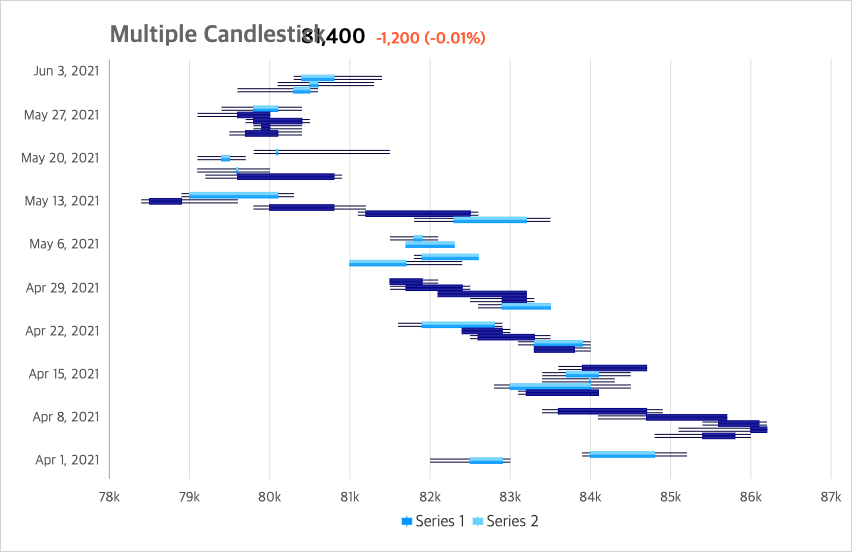 Multiple Candlestick 81,400 -1,200 (-0.01%)
Jun 3, 2021
May 27, 2021
May 20, 2021
May 13, 2021
May 6, 2021
Apr 29, 2021
Apr 22, 2021
Apr 15, 2021
Apr 8, 2021
Apr 1, 2021
78k 79k 80k 81k 82k 83k 84k 85k 86k 87k
Series 1 Series 2